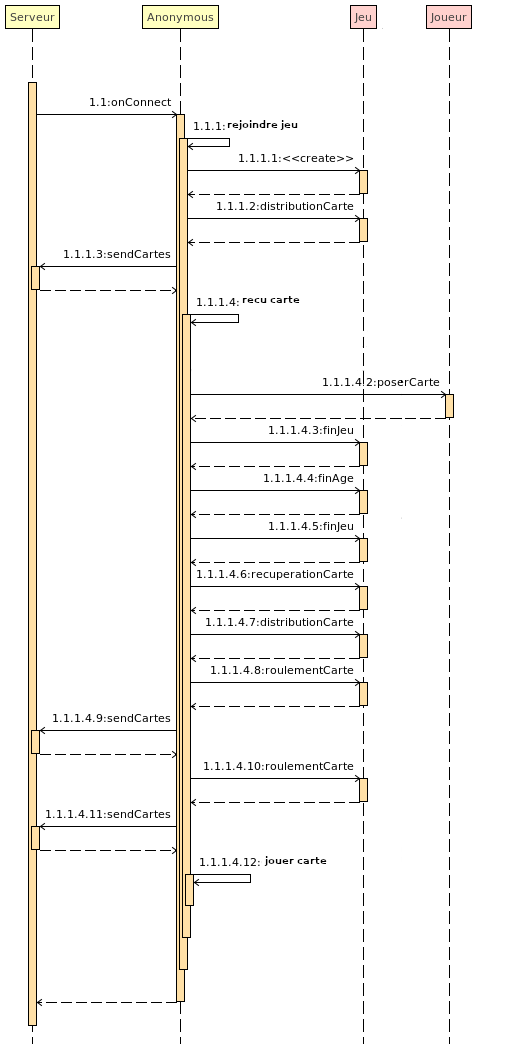 Serveur
Anonymous
Jeu
Joueur
1.1:onConnect
1.1.1: rejoindre jeu
1.1.1.1:<<create>>
1.1.1.2:distributionCarte
1.1.1.3:sendCartes
1.1.1.4: recu carte
1.1.1.4.2:poserCarte
1.1.1.4.3:finJeu
1.1.1.4.4:finAge
1.1.1.4.5:finJeu
1.1.1.4.6:recuperationCarte
1.1.1.4.7:distributionCarte
1.1.1.4.8:roulementCarte
1.1.1.4.9:sendCartes
1.1.1.4.10:roulementCarte
1.1.1.4.11:sendCartes
1.1.1.4.12: jouer carte